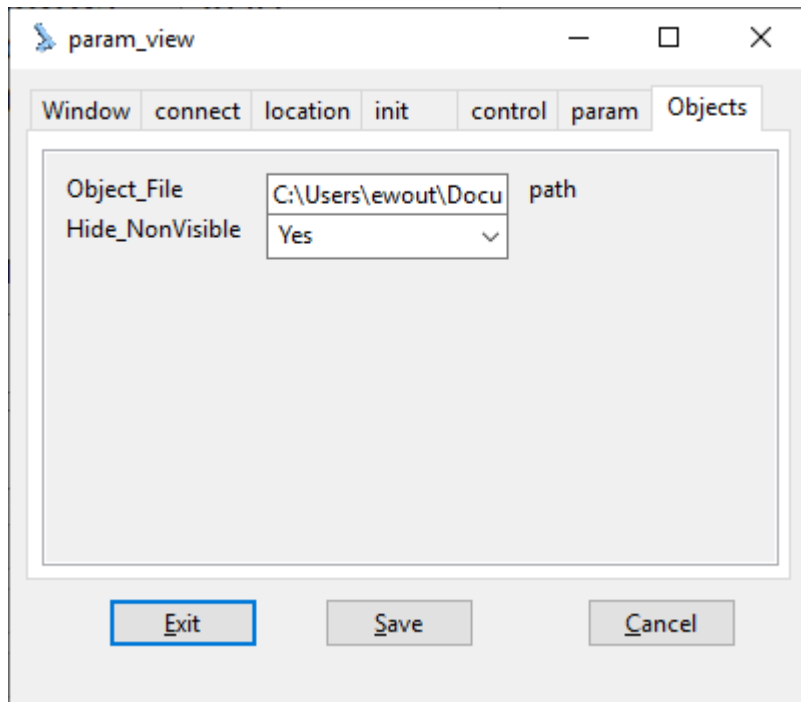 param_view
Window connect location init control param Objects
Object_File C:\Users\ewout\Docu path
Hide_NonVisible Yes
Exit Save Cancel